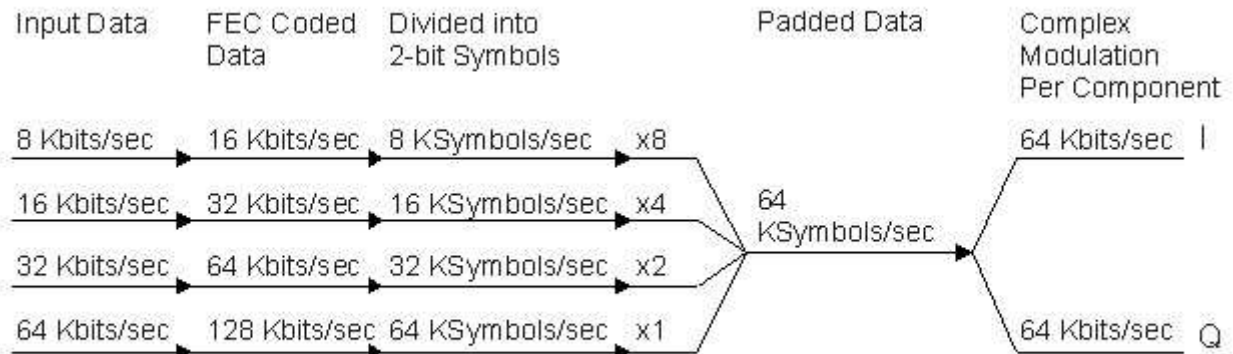 Input Data FEC Coded Data Divided into 2-bit Symbols Padded Data Complex Modulation Per Component
8 Kbits/sec 16 Kbits/sec 8 KSymbols/sec x8 64 Kbits/sec I
16 Kbits/sec 32 Kbits/sec 16 KSymbols/sec x4 64 KSymbols/sec
32 Kbits/sec 64 Kbits/sec 32 KSymbols/sec x2
64 Kbits/sec 128 Kbits/sec 64 KSymbols/sec x1 64 Kbits/sec Q